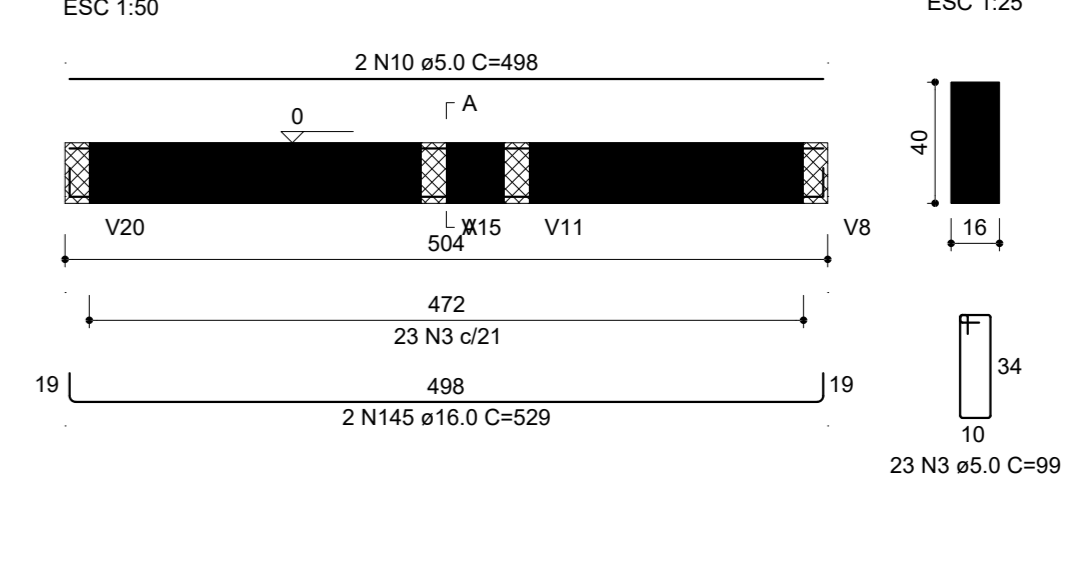 ESC 1:50
ESC 1:25
2 N10 ø5.0 C=498
A
0
40
V20
A
V15
V11
V8
16
504
472
23 N3 c/21
19
498
19
2 N145 ø16.0 C=529
34
10
23 N3 ø5.0 C=99